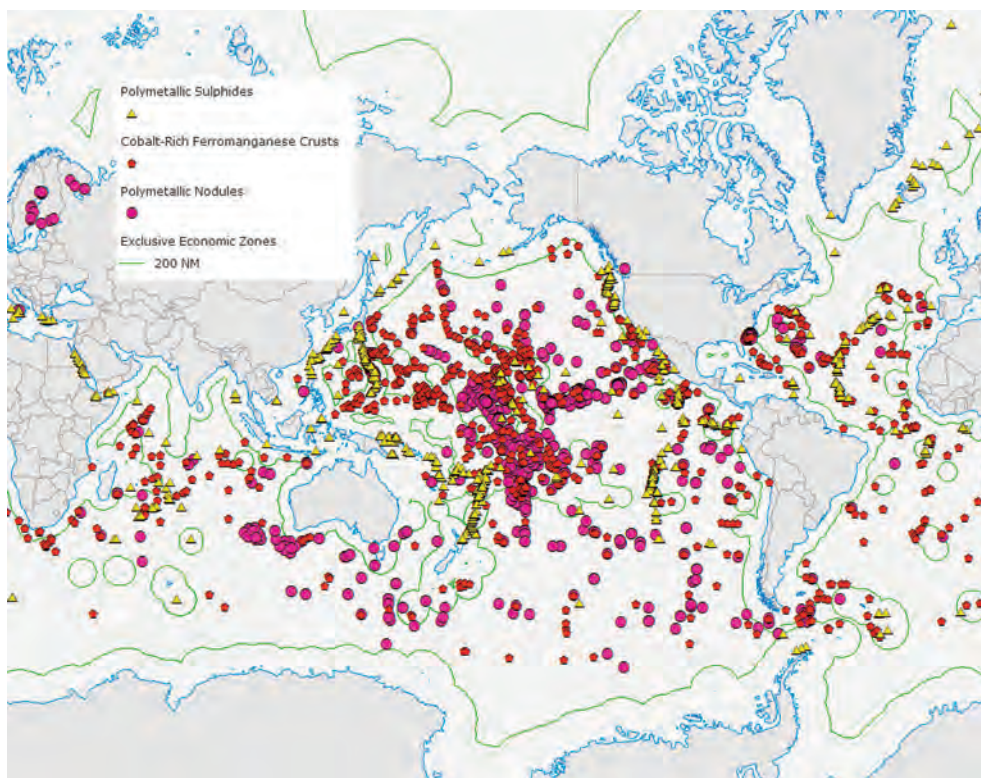 Polymetallic Sulphides
Cobalt-Rich Ferromanganese Crusts
Polymetallic Nodules
Exclusive Economic Zones
200 NM